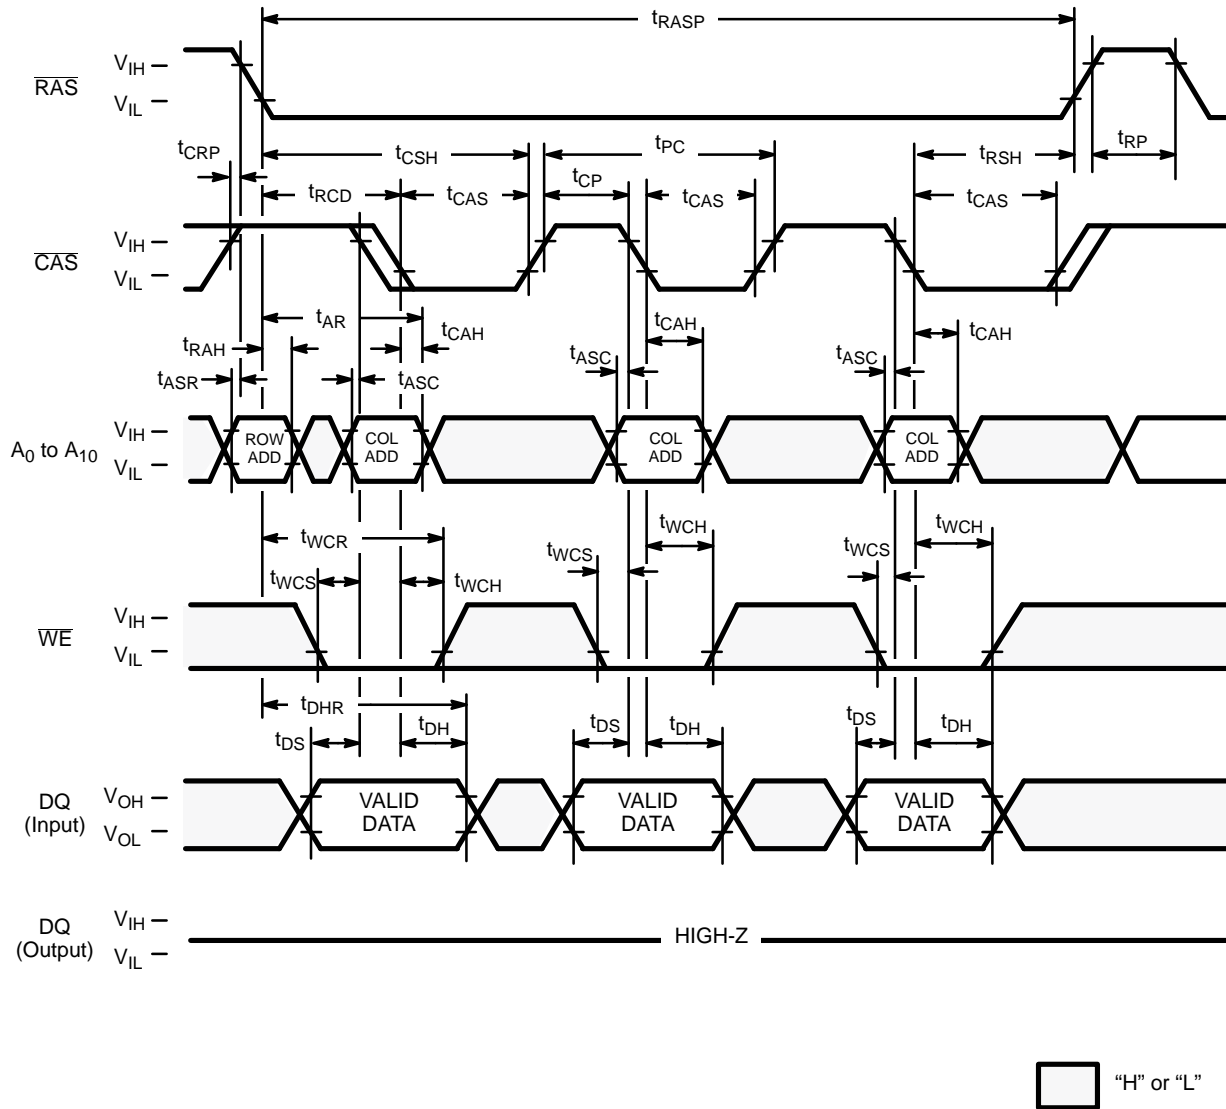 tRASP
RAS
VIH
VIL
tCRP
tCSH
tPC
tRSH
tRP
tRCD
tCAS
tCP
tCAS
tCAS
CAS
VIH
VIL
tAR
tCAH
tCAH
tCAH
tRAH
tASR
tASC
tASC
tASC
A0 to A10
VIH
VIL
ROW ADD
COL ADD
COL ADD
COL ADD
tWCR
tWCH
tWCH
tWCS
tWCH
tWCS
tWCS
WE
VIH
VIL
tDHR
tDS
tDH
tDS
tDH
tDS
tDH
DQ
(Input)
VOH
VOL
VALID
DATA
VALID
DATA
VALID
DATA
DQ
(Output)
VIH
VIL
HIGH-Z
“H” or “L”